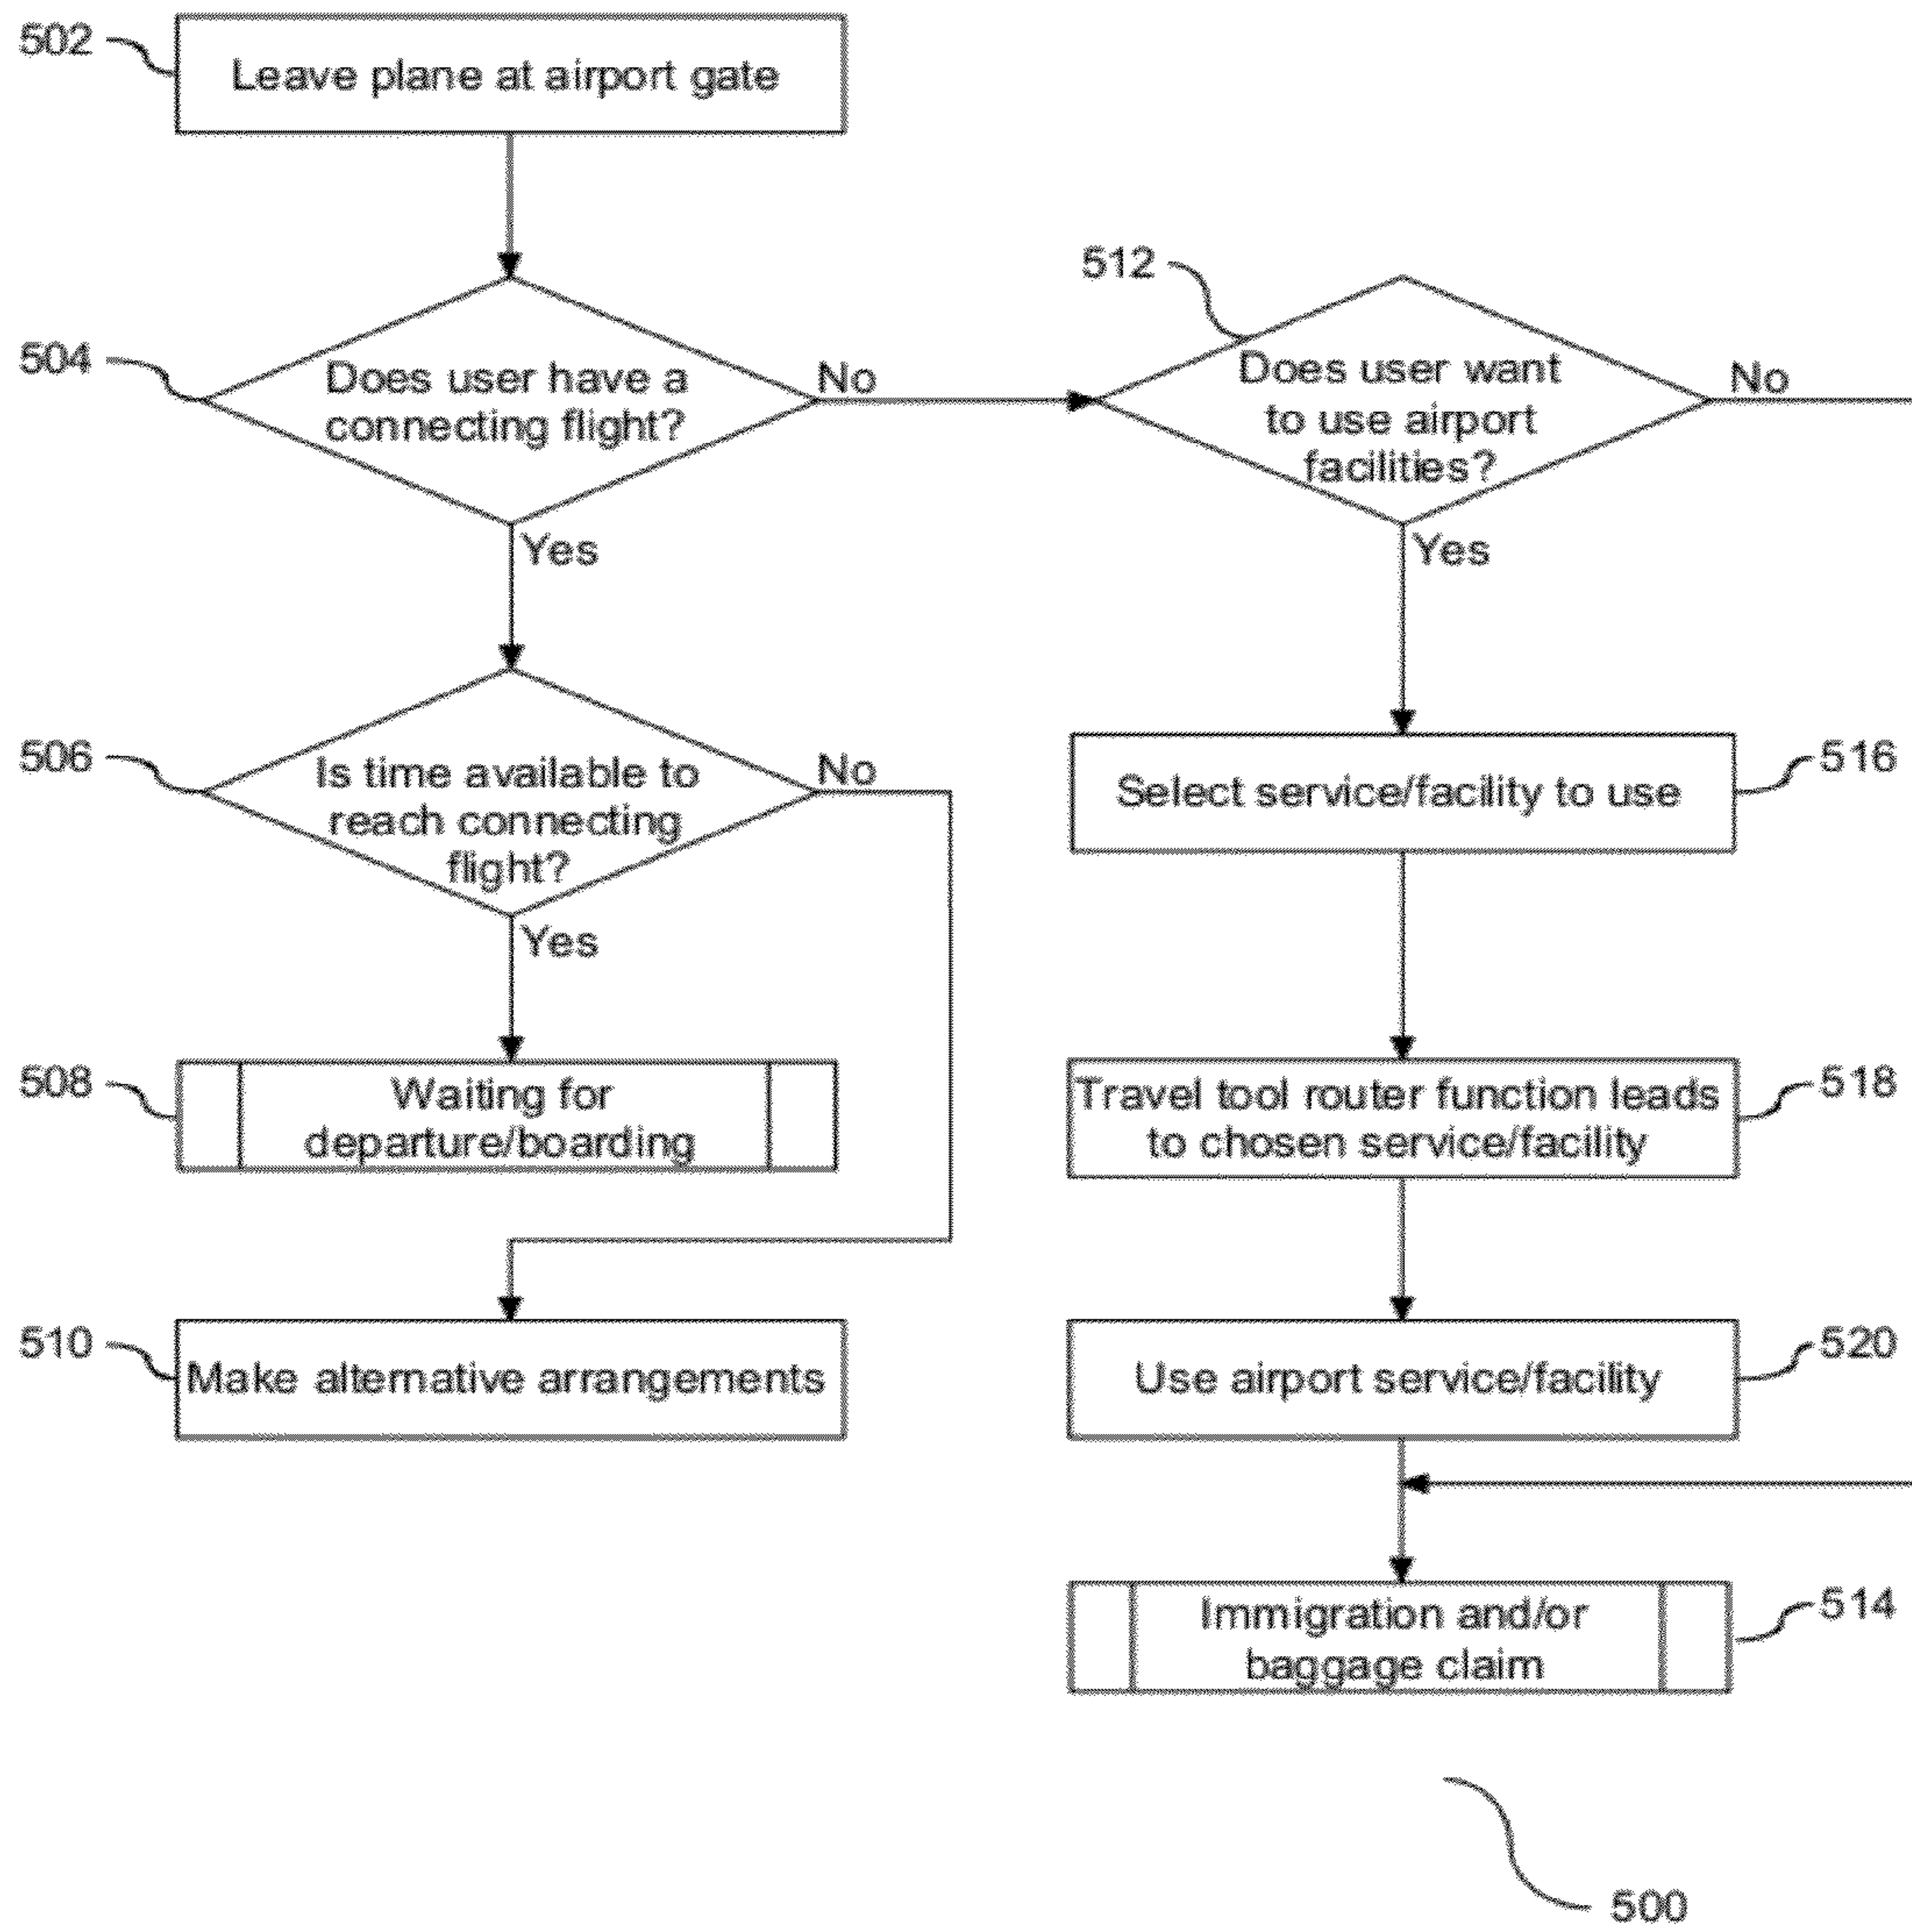 502
Leave plane at airport gate
504
Does user have a
connecting flight?
No
Yes
512
Does user want
to use airport
facilities?
No
Yes
506
Is time available to
reach connecting
flight?
No
Yes
516
Select service/facility to use
508
Waiting for
departure/boarding
518
Travel tool router function leads
to chosen service/facility
510
Make alternative arrangements
520
Use airport service/facility
514
Immigration and/or
baggage claim
500